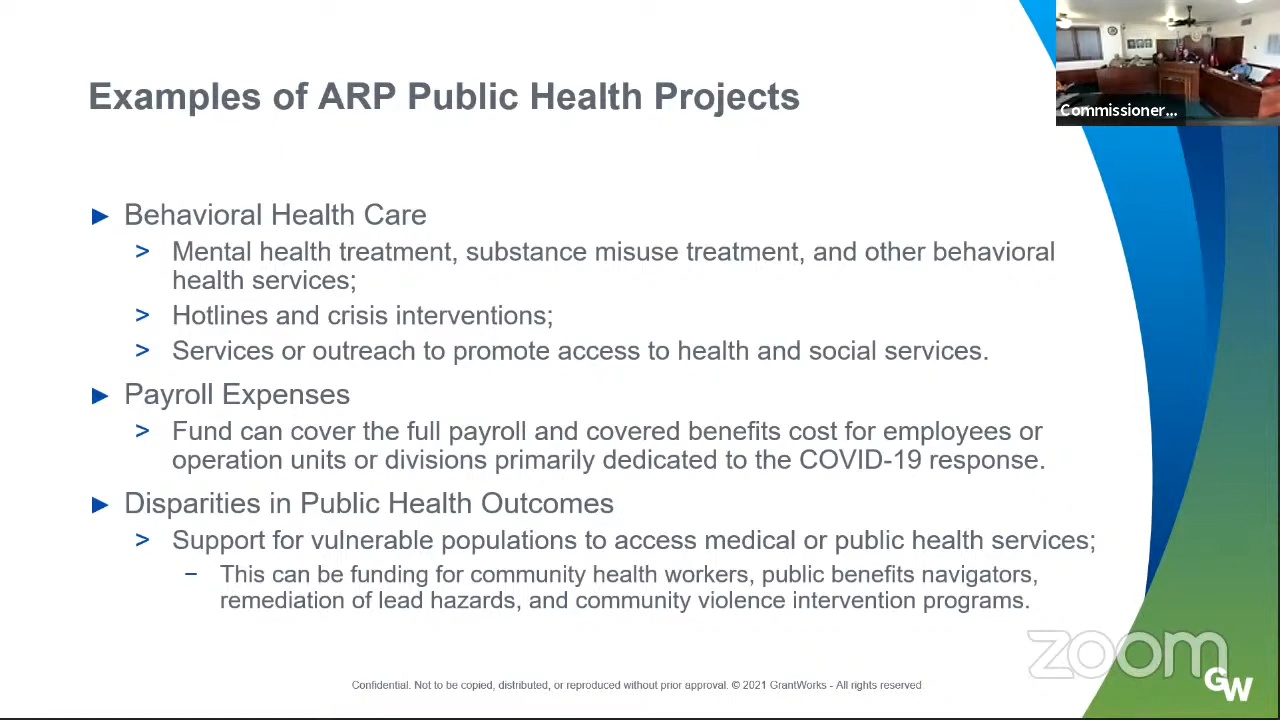 Examples of ARP Public Health Projects
Commissioner...
► Behavioral Health Care
> Mental health treatment, substance misuse treatment, and other behavioral
health services;
> Hotlines and crisis interventions;
> Services or outreach to promote access to health and social services.
► Payroll Expenses
> Fund can cover the full payroll and covered benefits cost for employees or
operation units or divisions primarily dedicated to the COVID-19 response.
► Disparities in Public Health Outcomes
> Support for vulnerable populations to access medical or public health services;
− This can be funding for community health workers, public benefits navigators,
remediation of lead hazards, and community violence intervention programs.
zoom
GW
Confidential. Not to be copied, distributed, or reproduced without prior approval. © 2021 GrantWorks - All rights reserved